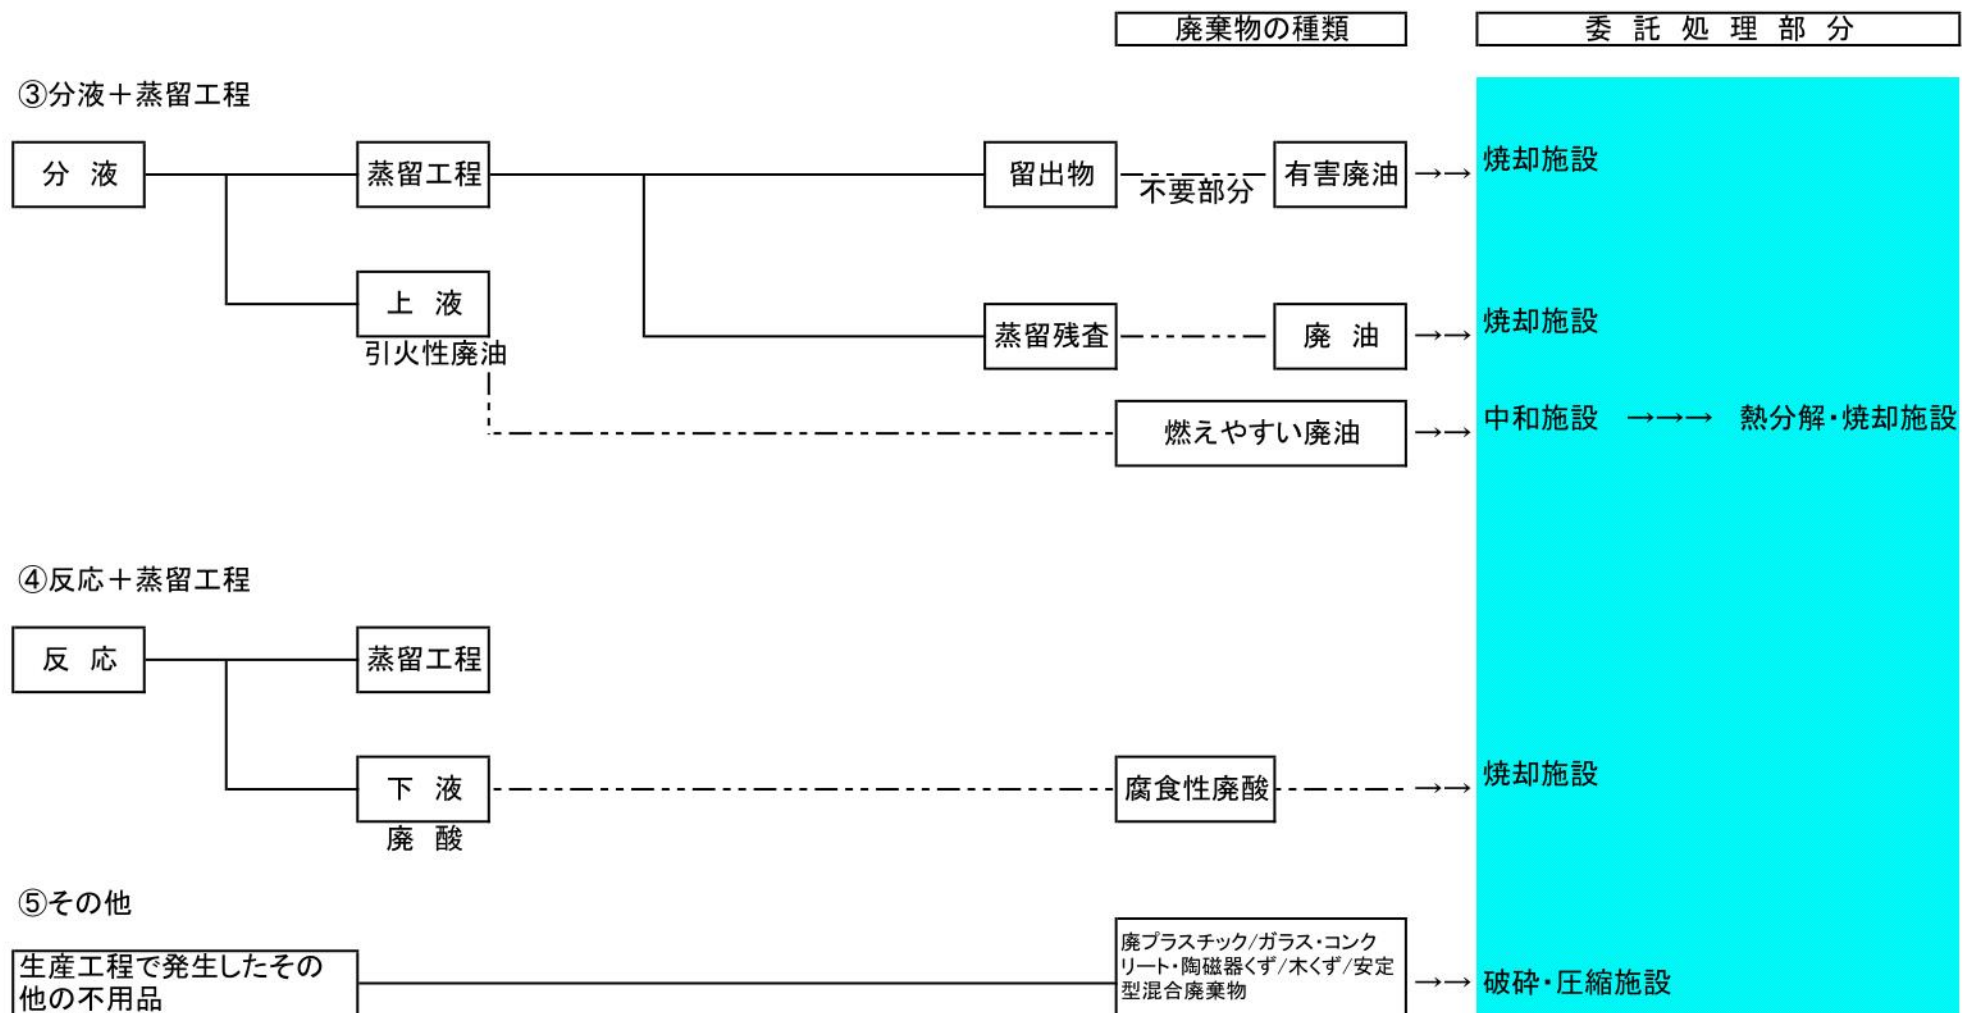 廃棄物の種類
委託処理部分
③分液＋蒸留工程
分液
蒸留工程
留出物
不要部分
有害廃油
→→
焼却施設
上液
引火性廃油
蒸留残査
廃油
→→
焼却施設
燃えやすい廃油
→→
中和施設 →→→ 熱分解・焼却施設
④反応＋蒸留工程
反応
蒸留工程
下液
廃酸
腐食性廃酸
→→
焼却施設
⑤その他
生産工程で発生したその
他の不用品
廃プラスチック/ガラス・コンク
リート・陶磁器くず/木くず/安定
型混合廃棄物
→→
破砕・圧縮施設